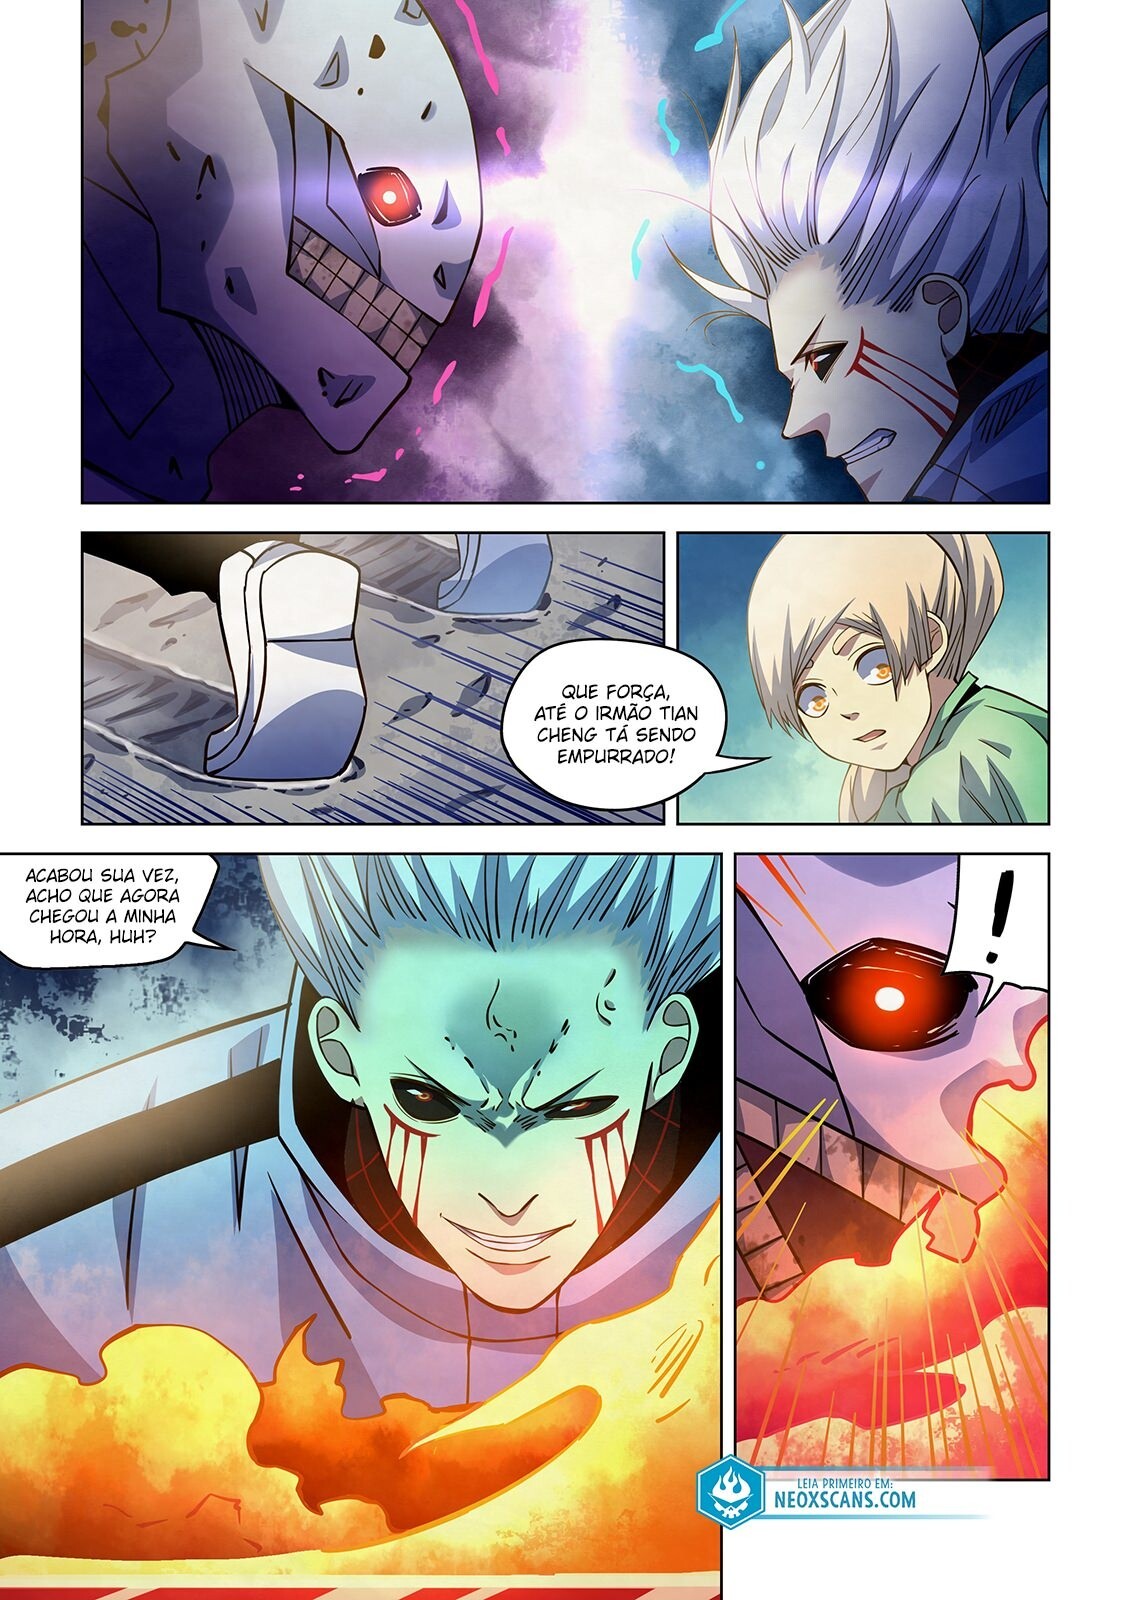 QUE FORÇA,
ATÉ O IRMÃO TIAN
CHENG TÁ SENDO
EMPURRADO!
ACABOU SUA VEZ,
ACHO QUE AGORA
CHEGOU A MINHA
HORA, HUH?
!
LEIA PRIMEIRO EM:
NEOXSCANS.COM